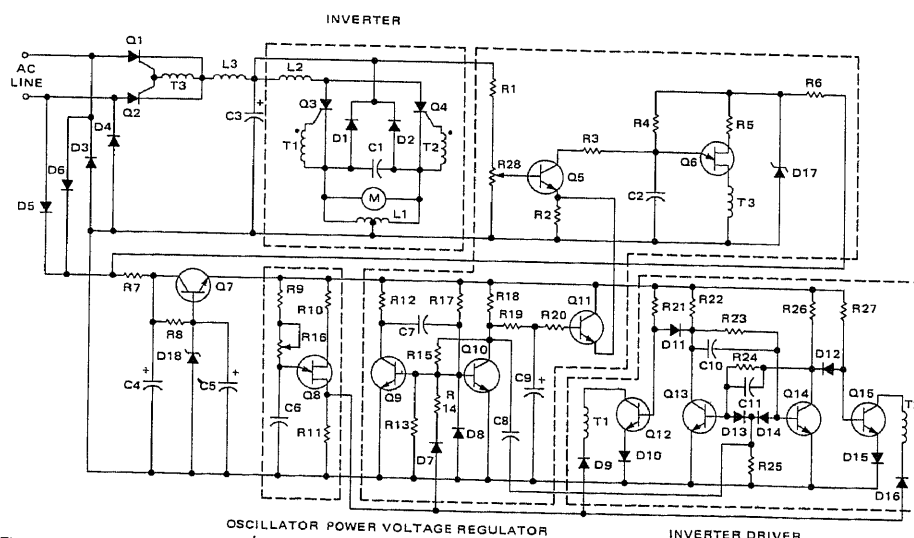 INVERTER
Q1
AC
LINE
T3
L3
L2
Q2
C3
+
Q3
Q4
D1
D2
T1
C1
T2
M
L1
D4
D3
D6
D5
R1
R28
Q5
R3
R2
R4
C2
Q6
R5
T3
D17
R6
R7
Q7
R8
D18
C4
+
C5
+
R9
R10
R16
Q8
C6
R11
R12
R17
R18
C7
R19
R20
Q11
R15
Q10
Q9
R
14
R13
D7
D8
C8
C9
+
R21
R22
R23
R26
R27
D11
C10
R24
D12
C11
Q13
Q14
Q15
D13
D14
T1
Q12
D10
D9
R25
D15
D16
OSCILLATOR POWER VOLTAGE REGULATOR
INVERTER DRIVER